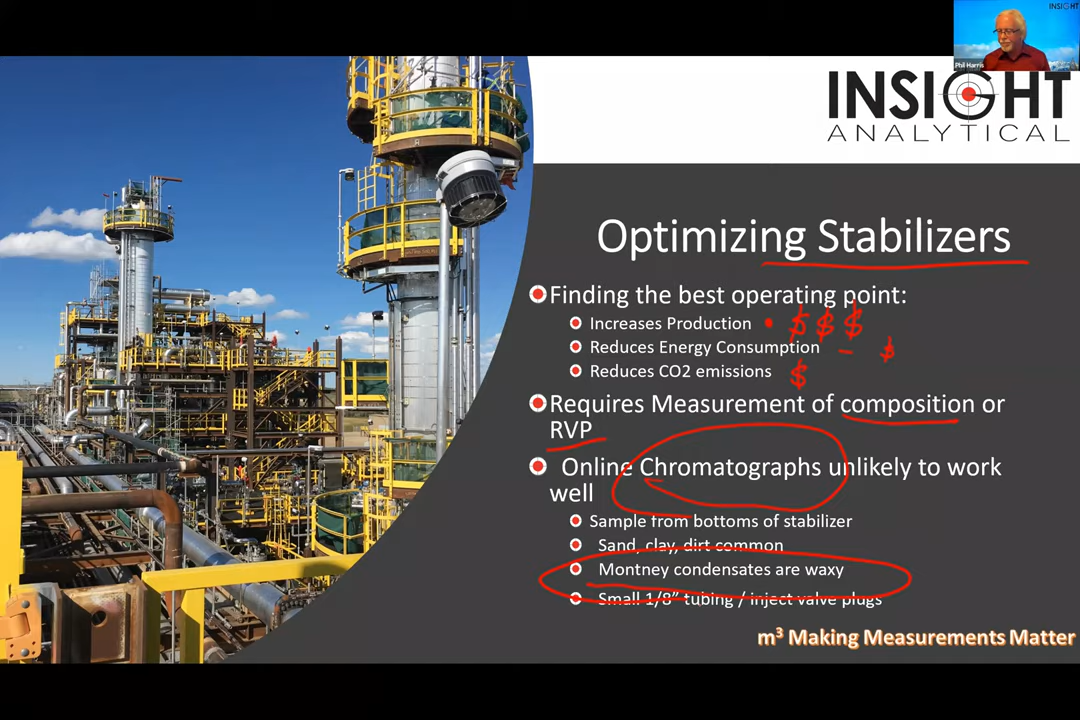 INSIGHT
Phil Harris
INSIGHT
ANALYTICAL
Optimizing Stabilizers
Finding the best operating point:
Increases Production $ $ $
Reduces Energy Consumption - $
Reduces CO2 emissions $
Requires Measurement of composition or
RVP
Online Chromatographs unlikely to work
well
Sample from bottoms of stabilizer
Sand, clay, dirt common
Montney condensates are waxy
Small 1/8” tubing / inject valve plugs
m³ Making Measurements Matter